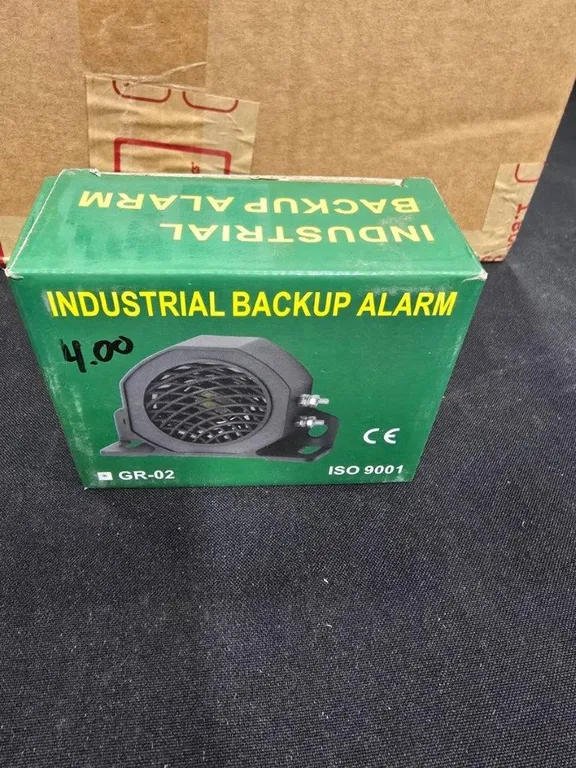 INDUSTRIAL
BACKUP ALARM
INDUSTRIAL BACKUP ALARM
4.00
CE
GR-02
ISO 9001